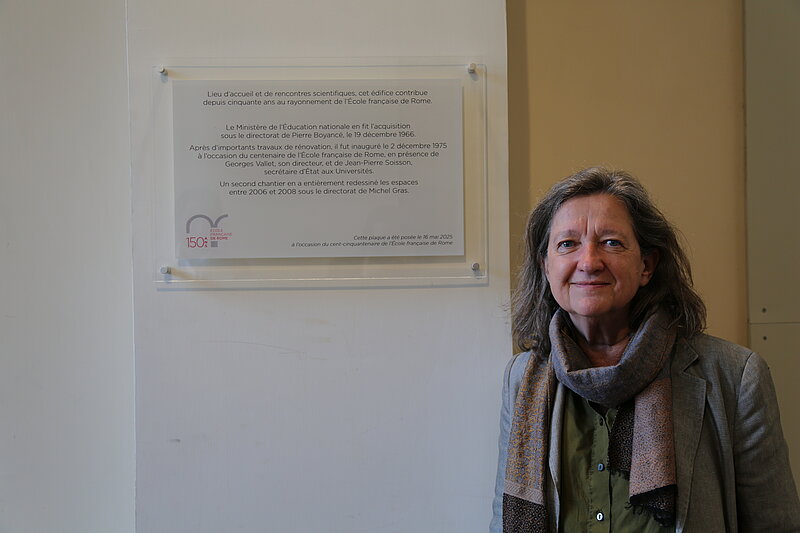 Lieu d'accueil et de rencontres scientifiques, cet édifice contribue
depuis cinquante ans au rayonnement de l'École française de Rome.
Le Ministère de l'Éducation nationale en fit l'acquisition
sous le directorat de Pierre Boyancé, le 19 décembre 1966.
Après d'importants travaux de rénovation, il fut inauguré le 2 décembre 1975
à l'occasion du centenaire de l'École française de Rome, en présence de
Georges Vallet, son directeur, et de Jean-Pierre Soisson,
secrétaire d'État aux Universités.
Un second chantier en a entièrement redessiné les espaces
entre 2006 et 2008 sous le directorat de Michel Gras.
ÉCOLE
FRANÇAISE
DE ROME
150
Cette plaque a été posée le 16 mai 2025
à l'occasion du cent-cinquantenaire de l'École française de Rome